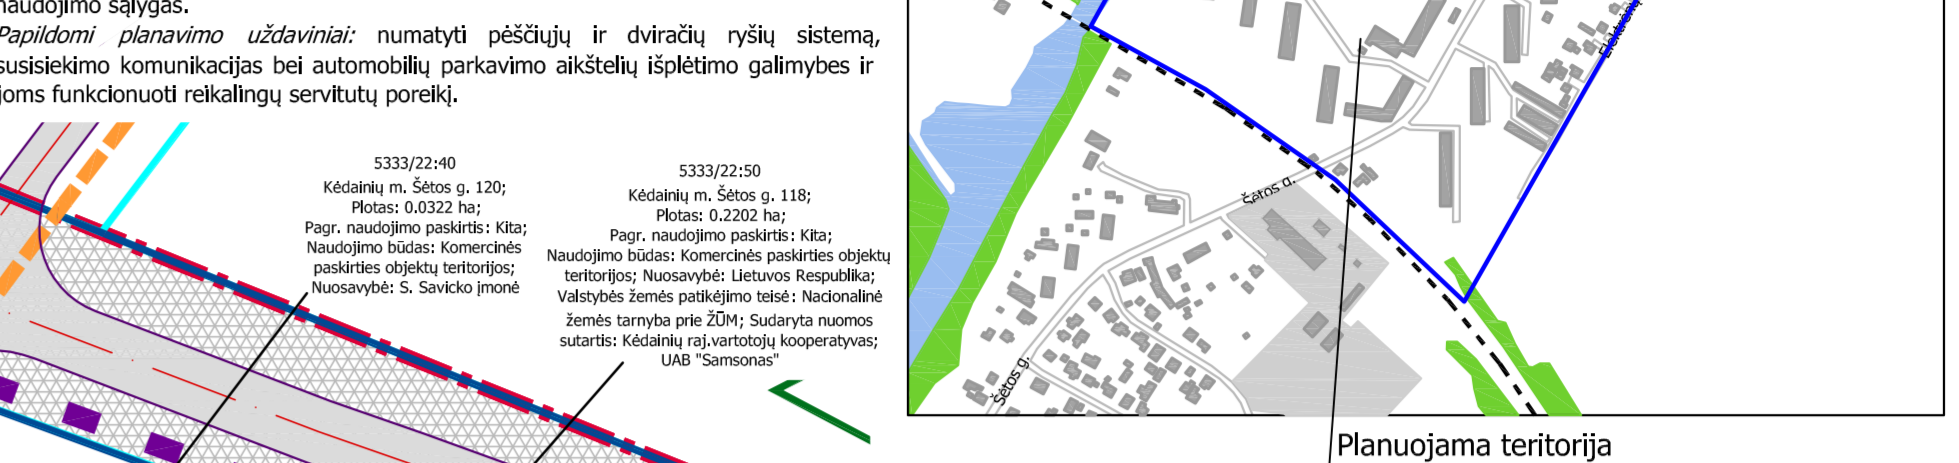 naudojimo sąlygas.
Papildomi planavimo uždaviniai: numatyti pėsčiųjų ir dviračių ryšių sistemą,
susisiekimo komunikacijas bei automobilių parkavimo aikštelių išplėtimo galimybes ir
joms funkcionuoti reikalingų servitutų poreikį.
5333/22:40
Kėdainių m. Šėtos g. 120;
Plotas: 0.0322 ha;
Pagr. naudojimo paskirtis: Kita;
Naudojimo būdas: Komercinės
paskirties objektų teritorijos;
Nuosavybė: S. Savicko įmonė
5333/22:50
Kėdainių m. Šėtos g. 118;
Plotas: 0.2202 ha;
Pagr. naudojimo paskirtis: Kita;
Naudojimo būdas: Komercinės paskirties objektų
teritorijos; Nuosavybė: Lietuvos Respublika;
Valstybės žemės patikėjimo teisė: Nacionalinė
žemės tarnyba prie ŽŪM; Sudaryta nuomos
sutartis: Kėdainių raj.vartotojų kooperatyvas;
UAB "Samsonas"
Šėtos g.
Šėtos g.
Planuojama teritorija